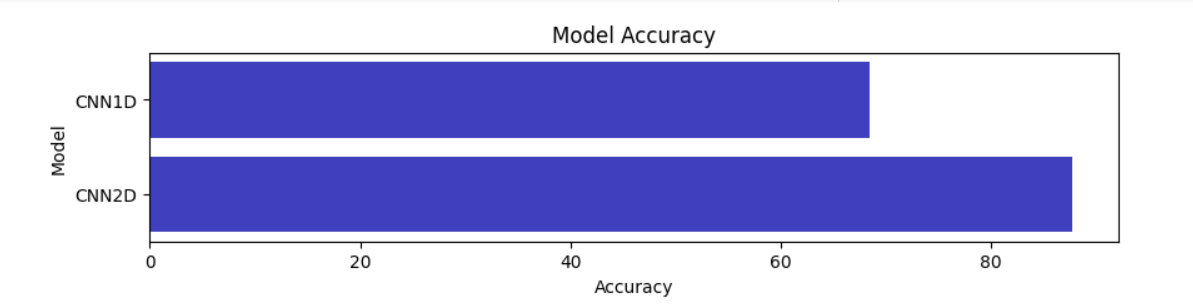 Model Accuracy
CNN1D
Model
CNN2D
0 20 40 60 80
Accuracy